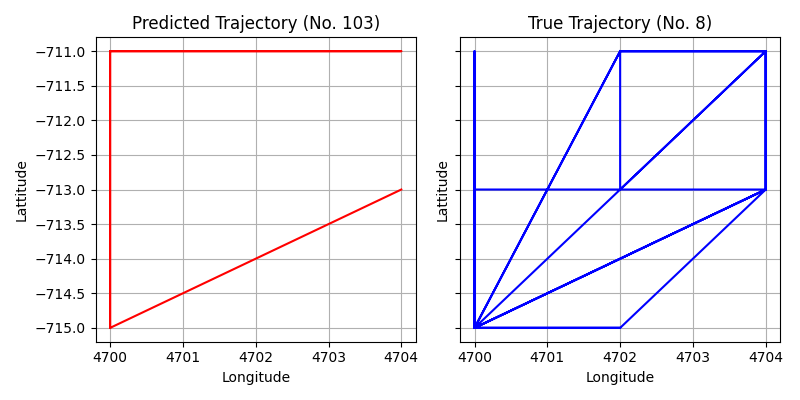 Predicted Trajectory (No. 103)
True Trajectory (No. 8)
Lattitude
−711.0
−711.5
−712.0
−712.5
−713.0
−713.5
−714.0
−714.5
−715.0
4700 4701 4702 4703 4704
Longitude
Lattitude
4700 4701 4702 4703 4704
Longitude